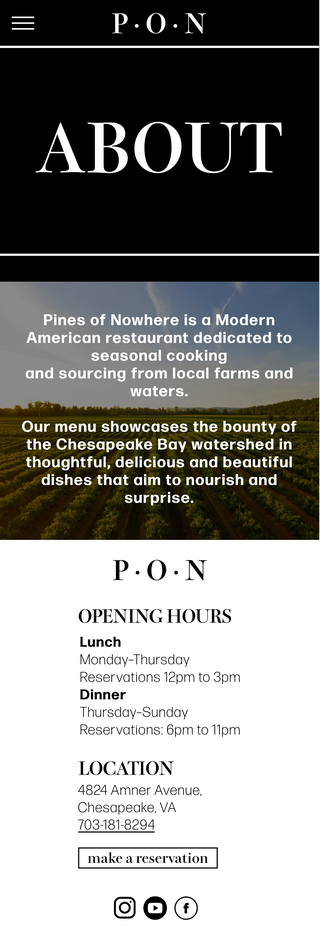 P·O·N
ABOUT
Pines of Nowhere is a Modern
American restaurant dedicated to
seasonal cooking
and sourcing from local farms and
waters.
Our menu showcases the bounty of
the Chesapeake Bay watershed in
thoughtful, delicious and beautiful
dishes that aim to nourish and
surprise.
P·O·N
OPENING HOURS
Lunch
Monday–Thursday
Reservations 12pm to 3pm
Dinner
Thursday–Sunday
Reservations: 6pm to 11pm
LOCATION
4824 Amner Avenue,
Chesapeake, VA
703-181-8294
make a reservation